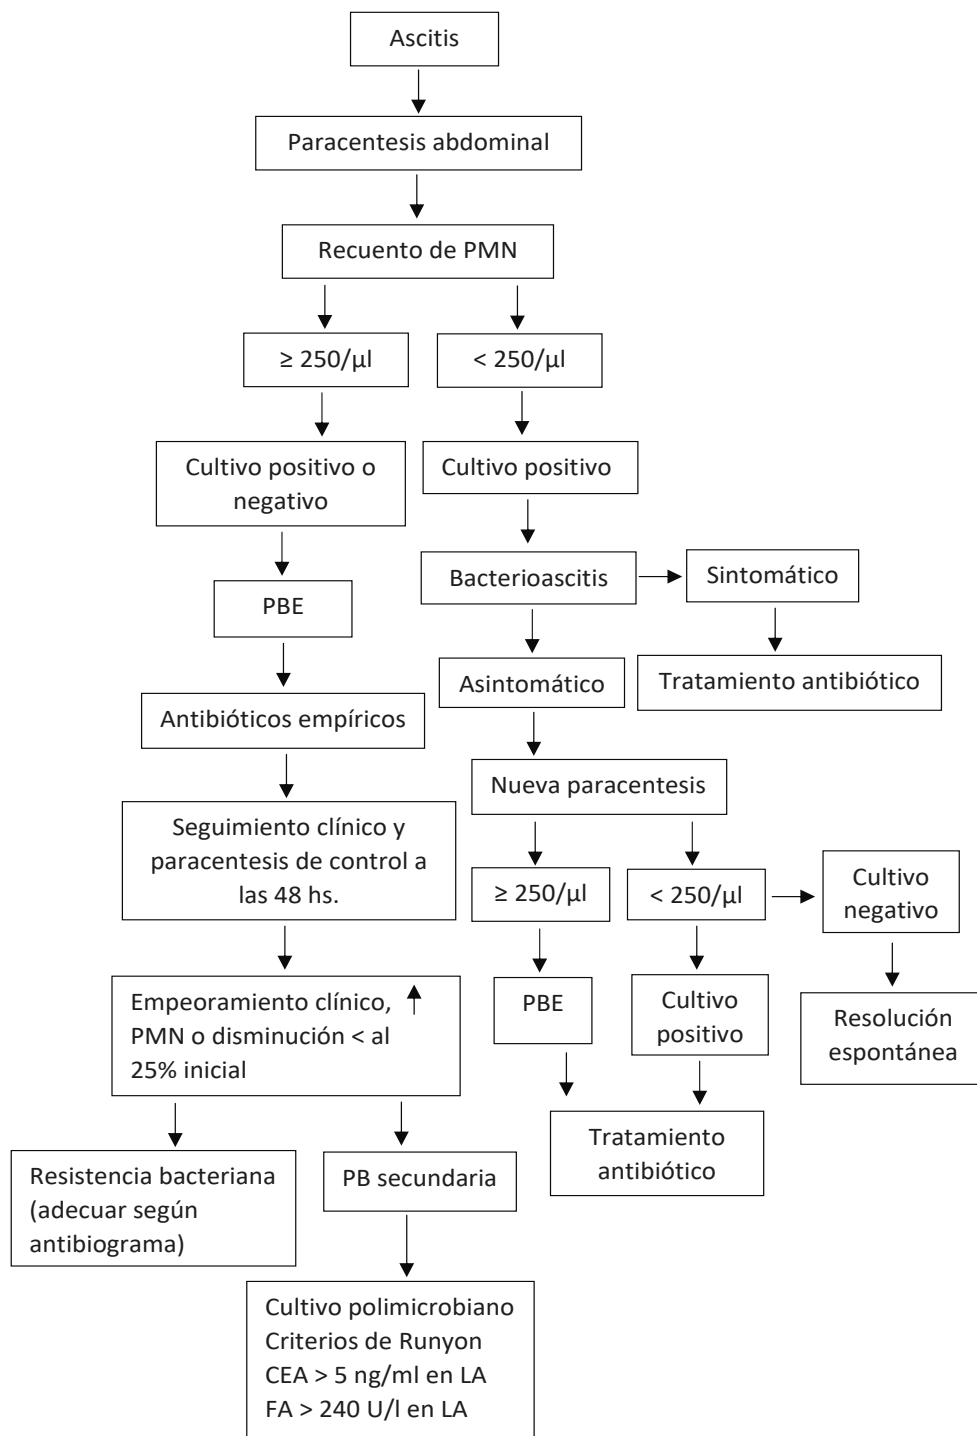 Ascitis
Paracentesis abdominal
Recuento de PMN
≥ 250/µl
< 250/µl
Cultivo positivo o
negativo
Cultivo positivo
PBE
Bacterioascitis
Sintomático
Antibióticos empíricos
Asintomático
Tratamiento antibiótico
Seguimiento clínico y
paracentesis de control a
las 48 hs.
Nueva paracentesis
≥ 250/µl
< 250/µl
Cultivo
negativo
Empeoramiento clínico, ↑
PMN o disminución < al
25% inicial
PBE
Cultivo
positivo
Resolución
espontánea
Resistencia bacteriana
(adecuar según
antibiograma)
PB secundaria
Tratamiento
antibiótico
Cultivo polimicrobiano
Criterios de Runyon
CEA > 5 ng/ml en LA
FA > 240 U/l en LA